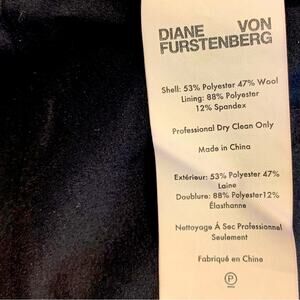 DIANE VON
FURSTENBERG
Shell: 53% Polyester 47% Wool
Lining: 88% Polyester
12% Spandex
Professional Dry Clean Only
Made in China
Extérieur: 53% Polyester 47%
Laine
Doublure: 88% Polyester12%
Élasthanne
Nettoyage À Sec Professional
Seulement
Fabriqué en Chine
P